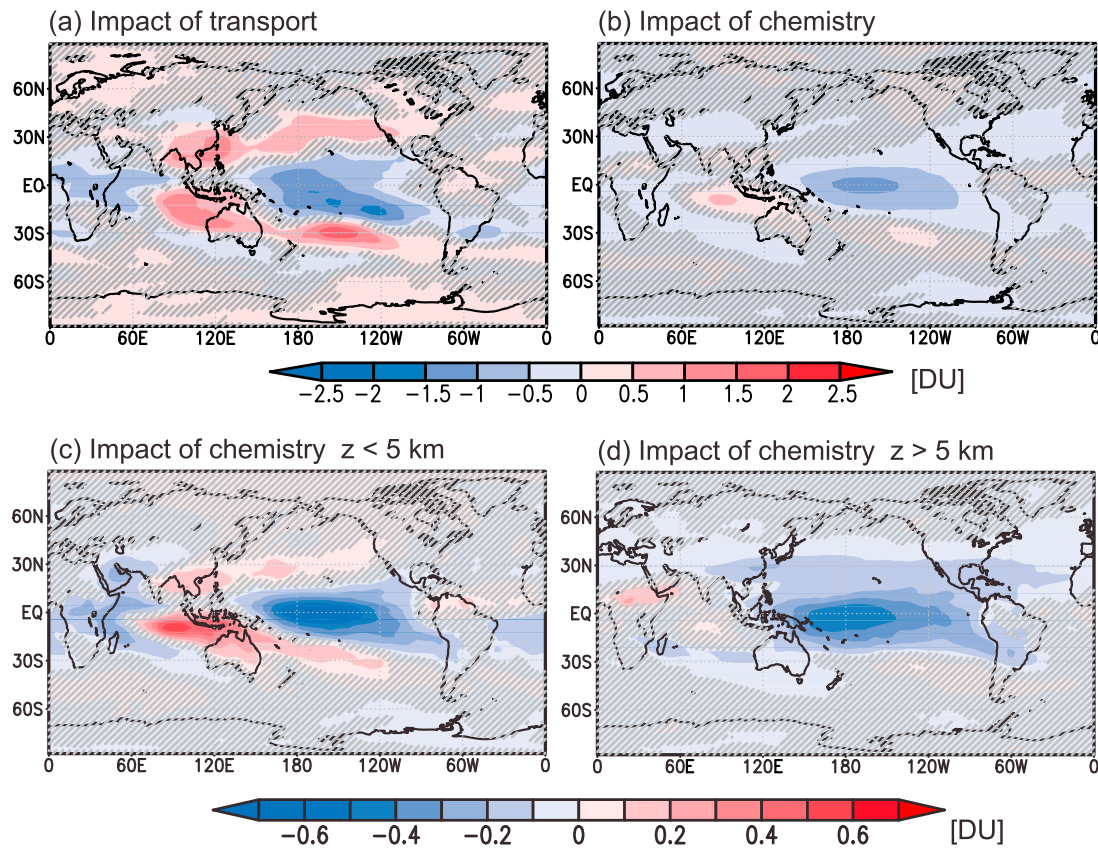 (a) Impact of transport
(b) Impact of chemistry
60N
30N
EQ
30S
60S
60E 120E 180 120W 60W 0
60N
30N
EQ
30S
60S
0 60E 120E 180 120W 60W 0
-2.5 -2 -1.5 -1 -0.5 0 0.5 1 1.5 2 2.5
[DU]
(c) Impact of chemistry z < 5 km
(d) Impact of chemistry z > 5 km
60N
30N
EQ
30S
60S
0 60E 120E 180 120W 60W 0
60N
30N
EQ
30S
60S
0 60E 120E 180 120W 60W 0
-0.6 -0.4 -0.2 0 0.2 0.4 0.6
[DU]